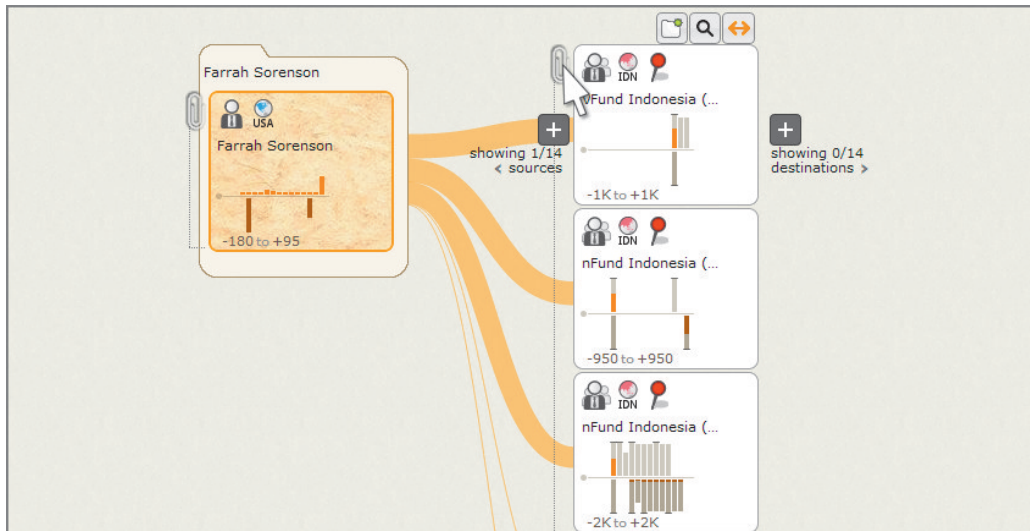 Farrah Sorenson
USA
Farrah Sorenson
-180 to +95
showing 1/14
< sources
IDN
nFund Indonesia (...
-1K to +1K
showing 0/14
destinations >
IDN
nFund Indonesia (...
-950 to +950
IDN
nFund Indonesia (...
-2K to +2K